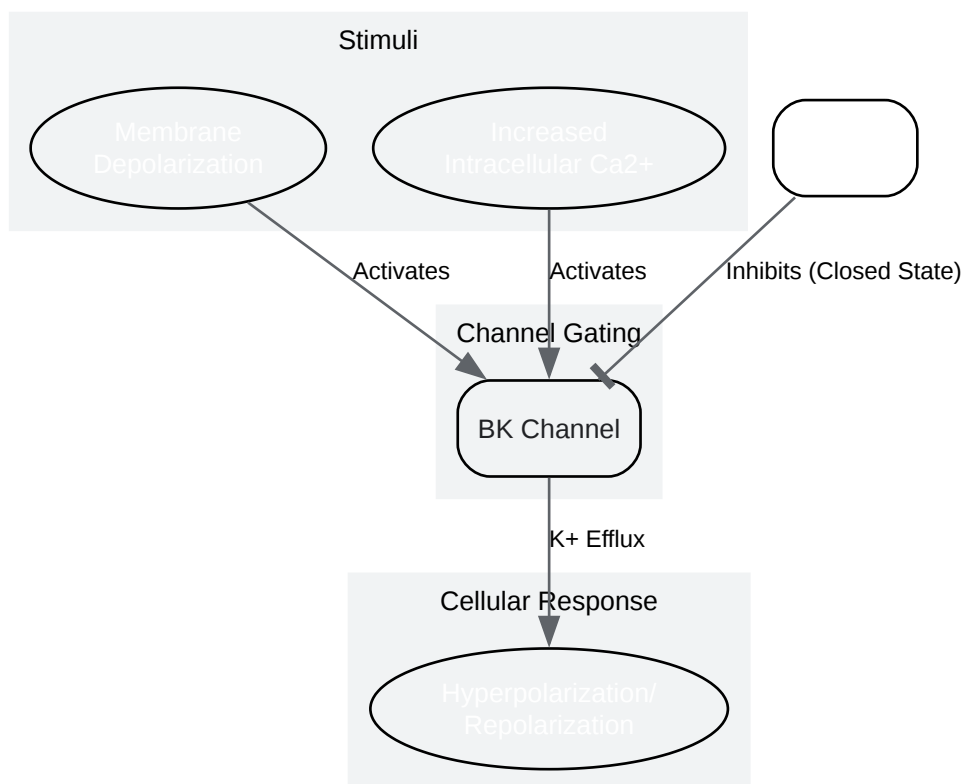 Stimuli
Membrane
Depolarization
Increased
Intracellular Ca2+
Activates
Activates
Inhibits (Closed State)
Channel Gating
BK Channel
K+ Efflux
Cellular Response
Hyperpolarization/
Repolarization